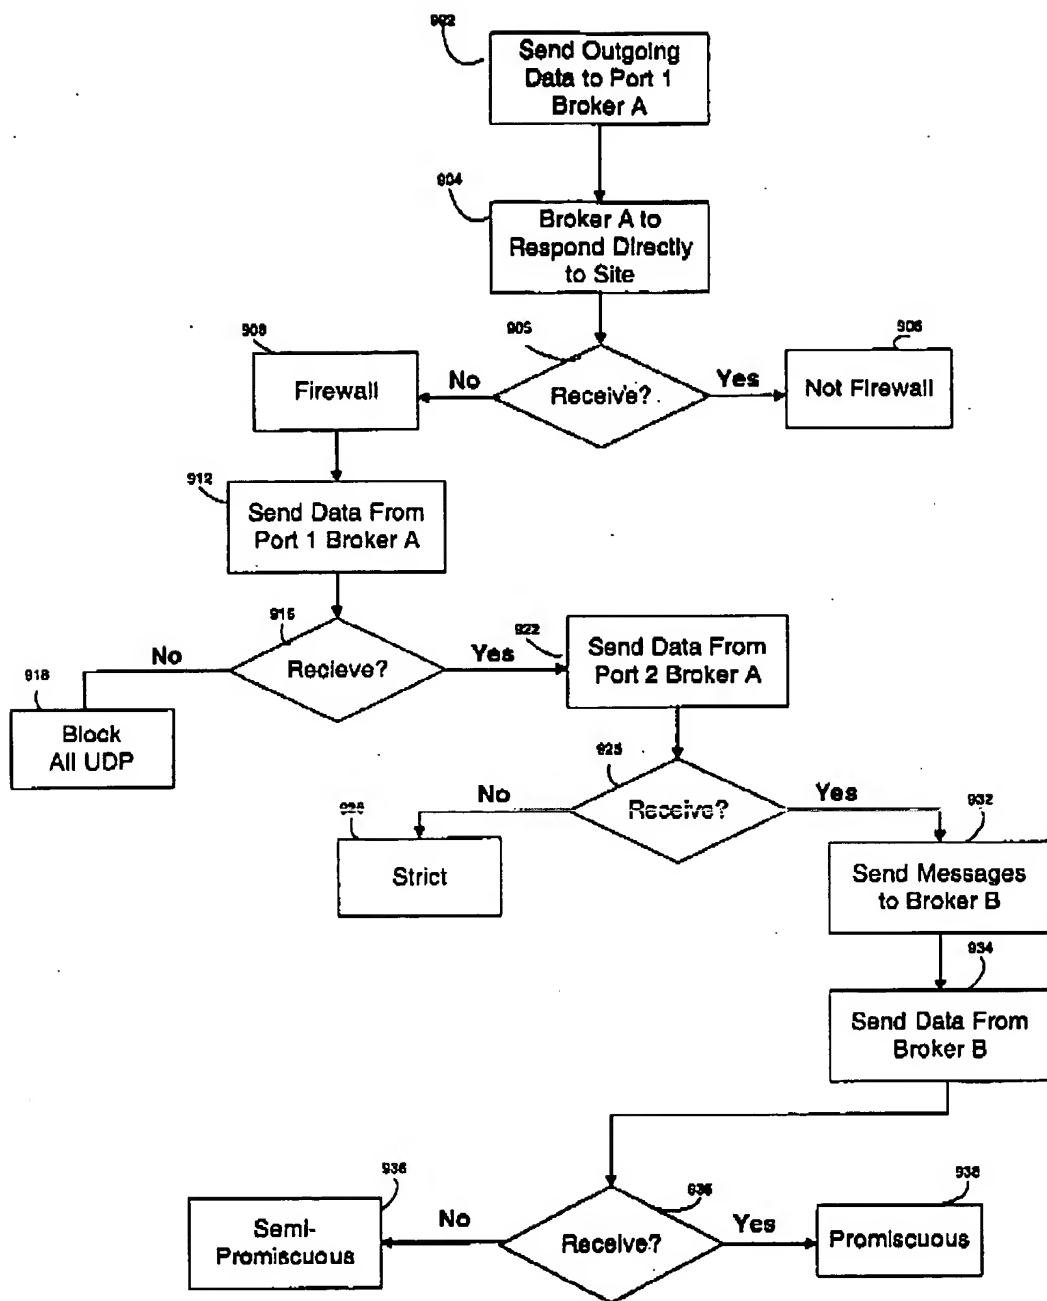 902
Send Outgoing
Data to Port 1
Broker A
904
Broker A to
Respond Directly
to Site
905
Receive?
No
Yes
906
Not Firewall
Firewall
912
Send Data From
Port 1 Broker A
915
Recieve?
No
Yes
918
Block
All UDP
922
Send Data From
Port 2 Broker A
925
Receive?
No
Yes
Strict
932
Send Messages
to Broker B
934
Send Data From
Broker B
Receive?
No
Yes
936
Semi-
Promiscuous
938
Promiscuous